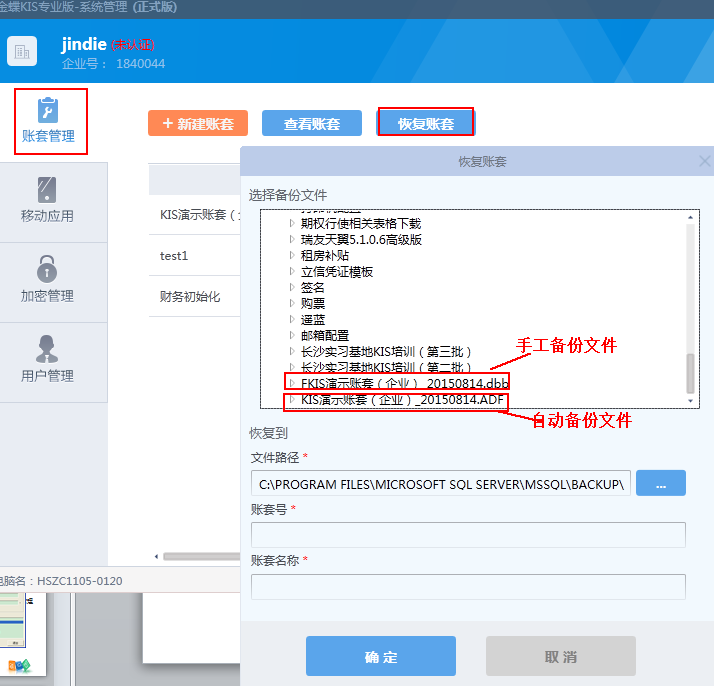 金蝶KIS专业版-系统管理 (正式版)
jindie (未认证)
企业号： 1840044
账套管理
移动应用
加密管理
用户管理
+ 新建账套
查看账套
恢复账套
KIS演示账套（
test1
财务初始化
恢复账套
选择备份文件
期权行使相关表格下载
瑞友天翼5.1.0.6高级版
租房补贴
立信凭证模板
签名
购票
遥蓝
邮箱配置
长沙实习基地KIS培训（第三批）
长沙实习基地KIS培训（第二批）
FKIS演示账套（企业）_20150814.dbb
KIS演示账套（企业）_20150814.ADF
手工备份文件
自动备份文件
恢复到
文件路径 *
C:\PROGRAM FILES\MICROSOFT SQL SERVER\MSSQL\BACKUP\
...
账套号 *
账套名称 *
确 定
取 消
电脑名：HSZC1105-0120